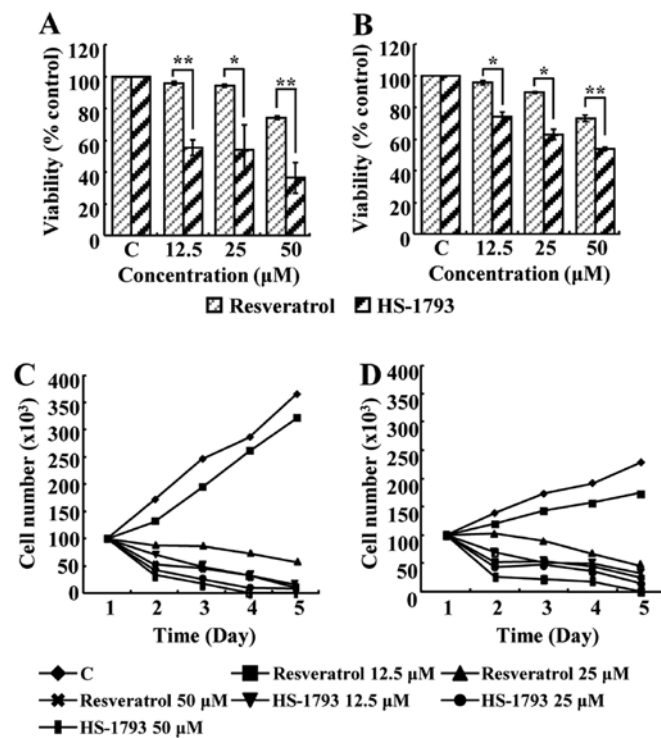 A
B
Viability (% control)
120
100
80
60
40
20
0
**
*
**
C
12.5
25
50
Concentration (µM)
Viability (% control)
120
100
80
60
40
20
0
*
*
**
C
12.5
25
50
Concentration (µM)
Resveratrol
HS-1793
C
D
Cell number (x10³)
400
350
300
250
200
150
100
50
0
1 2 3 4 5
Time (Day)
Cell number (x10³)
400
350
300
250
200
150
100
50
0
1 2 3 4 5
Time (Day)
C
Resveratrol 12.5 µM
Resveratrol 25 µM
Resveratrol 50 µM
HS-1793 12.5 µM
HS-1793 25 µM
HS-1793 50 µM